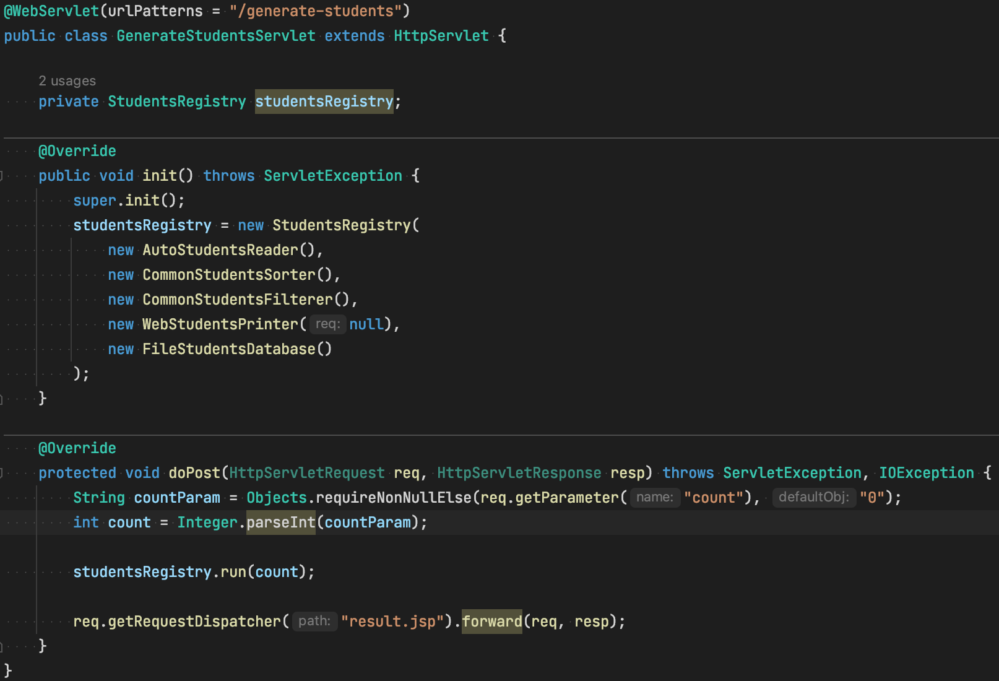 @WebServlet(urlPatterns = "/generate-students")
public class GenerateStudentsServlet extends HttpServlet {
2 usages
private StudentsRegistry studentsRegistry;
@Override
public void init() throws ServletException {
super.init();
studentsRegistry = new StudentsRegistry(
new AutoStudentsReader(),
new CommonStudentsSorter(),
new CommonStudentsFilterer(),
new WebStudentsPrinter( req: null),
new FileStudentsDatabase()
);
}
@Override
protected void doPost(HttpServletRequest req, HttpServletResponse resp) throws ServletException, IOException {
String countParam = Objects.requireNonNullElse(req.getParameter( name: "count"), defaultObj: "0");
int count = Integer.parseInt(countParam);
studentsRegistry.run(count);
req.getRequestDispatcher( path: "result.jsp").forward(req, resp);
}
}